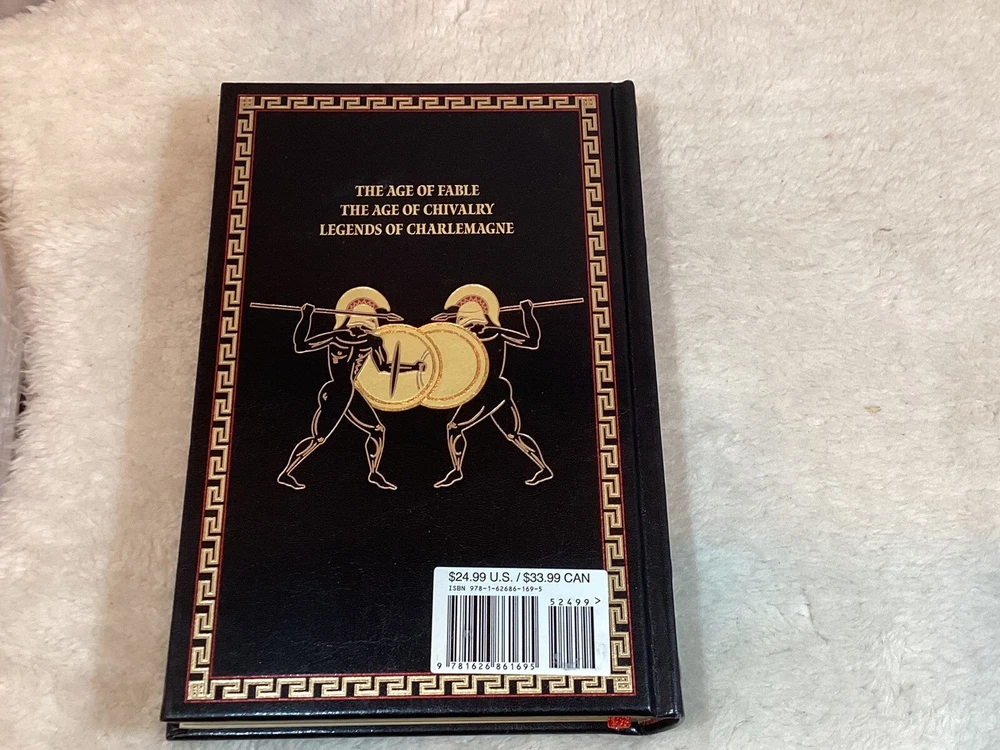 THE AGE OF FABLE
THE AGE OF CHIVALRY
LEGENDS OF CHARLEMAGNE
$24.99 U.S. / $33.99 CAN
ISBN 978-1-62686-169-5
52499>
9 781626 861695